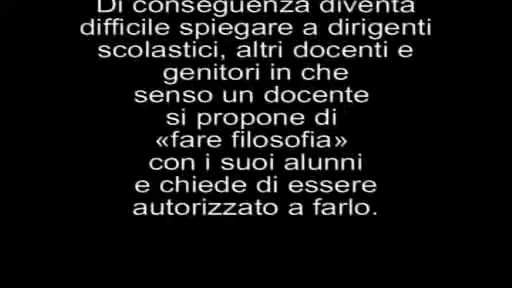 Di conseguenza diventa
difficile spiegare a dirigenti
scolastici, altri docenti e
genitori in che
senso un docente
si propone di
«fare filosofia»
con i suoi alunni
e chiede di essere
autorizzato a farlo.